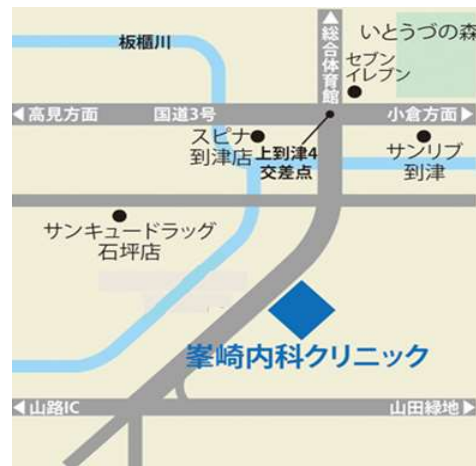 ▲総合体育館
いとうづの森
板櫃川
セブン
イレブン
◀高見方面
国道3号
小倉方面▶
スピナ
到津店
上到津4
交差点
サンリブ
到津
サンキュードラッグ
石坪店
峯崎内科クリニック
◀山路IC
山田緑地▶